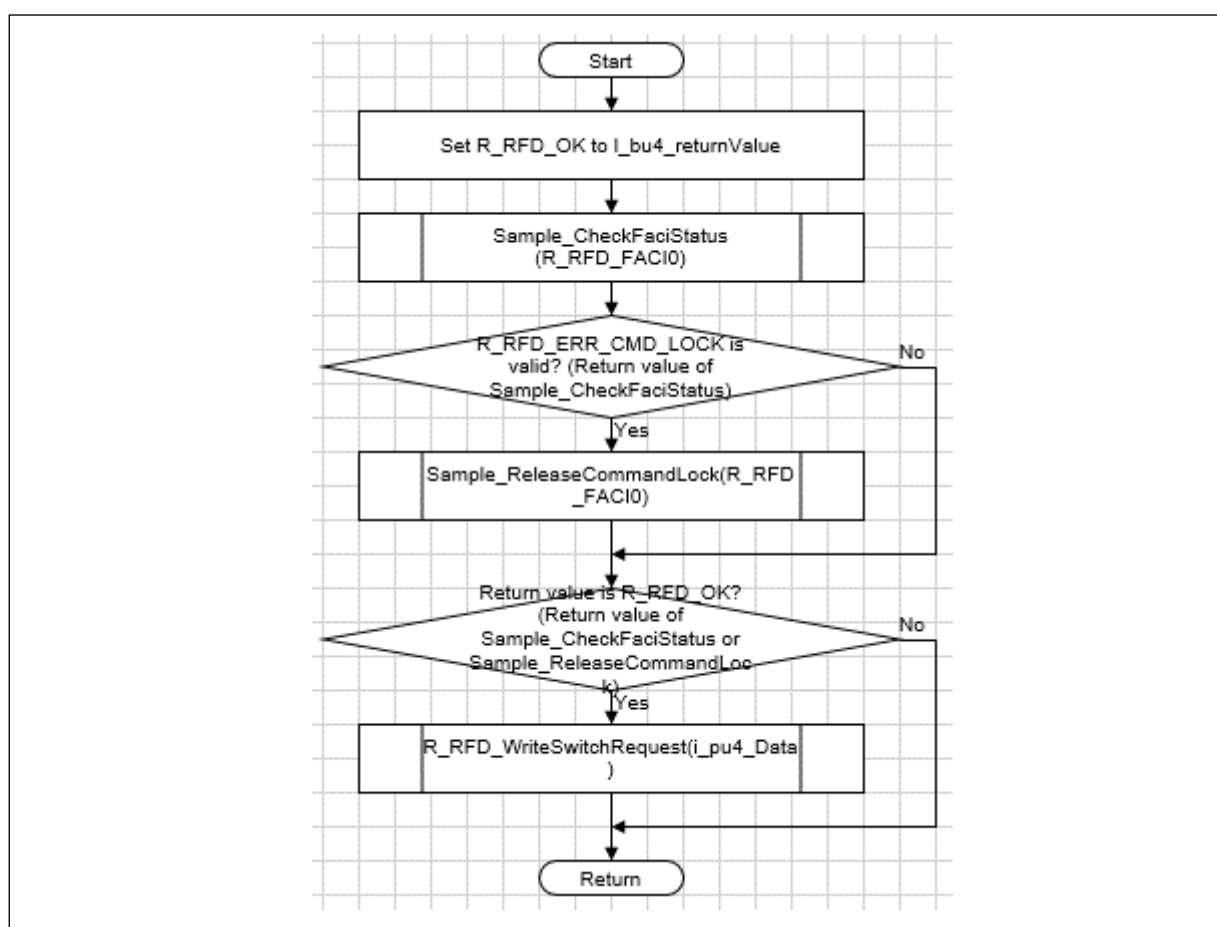 Start
Set R_RFD_OK to l_bu4_returnValue
Sample_CheckFaciStatus
(R_RFD_FACI0)
R_RFD_ERR_CMD_LOCK is
valid? (Return value of
Sample_CheckFaciStatus)
No
Yes
Sample_ReleaseCommandLock(R_RFD
_FACI0)
Return value is R_RFD_OK?
(Return value of
Sample_CheckFaciStatus or
Sample_ReleaseCommandLoc
k)
No
Yes
R_RFD_WriteSwitchRequest(i_pu4_Data
)
Return